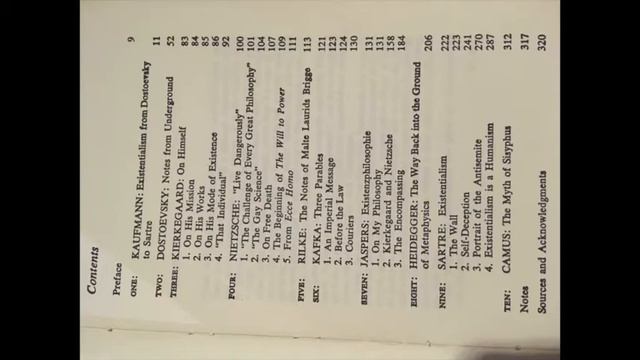 Contents
Preface 9
ONE: KAUFMANN: Existentialism from Dostoevsky
to Sartre 11
TWO: DOSTOEVSKY: Notes from Underground 52
THREE: KIERKEGAARD: On Himself 83
1. On His Mission 84
2. On His Works 85
3. On His Mode of Existence 86
4. "That Individual" 92
FOUR: NIETZSCHE: "Live Dangerously" 100
1. "The Challenge of Every Great Philosophy" 101
2. "The Gay Science" 104
3. On Free Death 107
4. The Beginning of The Will to Power 109
5. From Ecce Homo 111
FIVE: RILKE: The Notes of Malte Laurids Brigge 113
SIX: KAFKA: Three Parables 121
1. An Imperial Message 123
2. Before the Law 124
3. Couriers 130
SEVEN: JASPERS: Existenzphilosophie 131
1. On My Philosophy 131
2. Kierkegaard and Nietzsche 158
3. The Encompassing 184
EIGHT: HEIDEGGER: The Way Back into the Ground
of Metaphysics 206
NINE: SARTRE: Existentialism 222
1. The Wall 223
2. Self-Deception 241
3. Portrait of the Antisemite 270
4. Existentialism is a Humanism 287
TEN: CAMUS: The Myth of Sisyphus 312
Notes 317
Sources and Acknowledgments 320